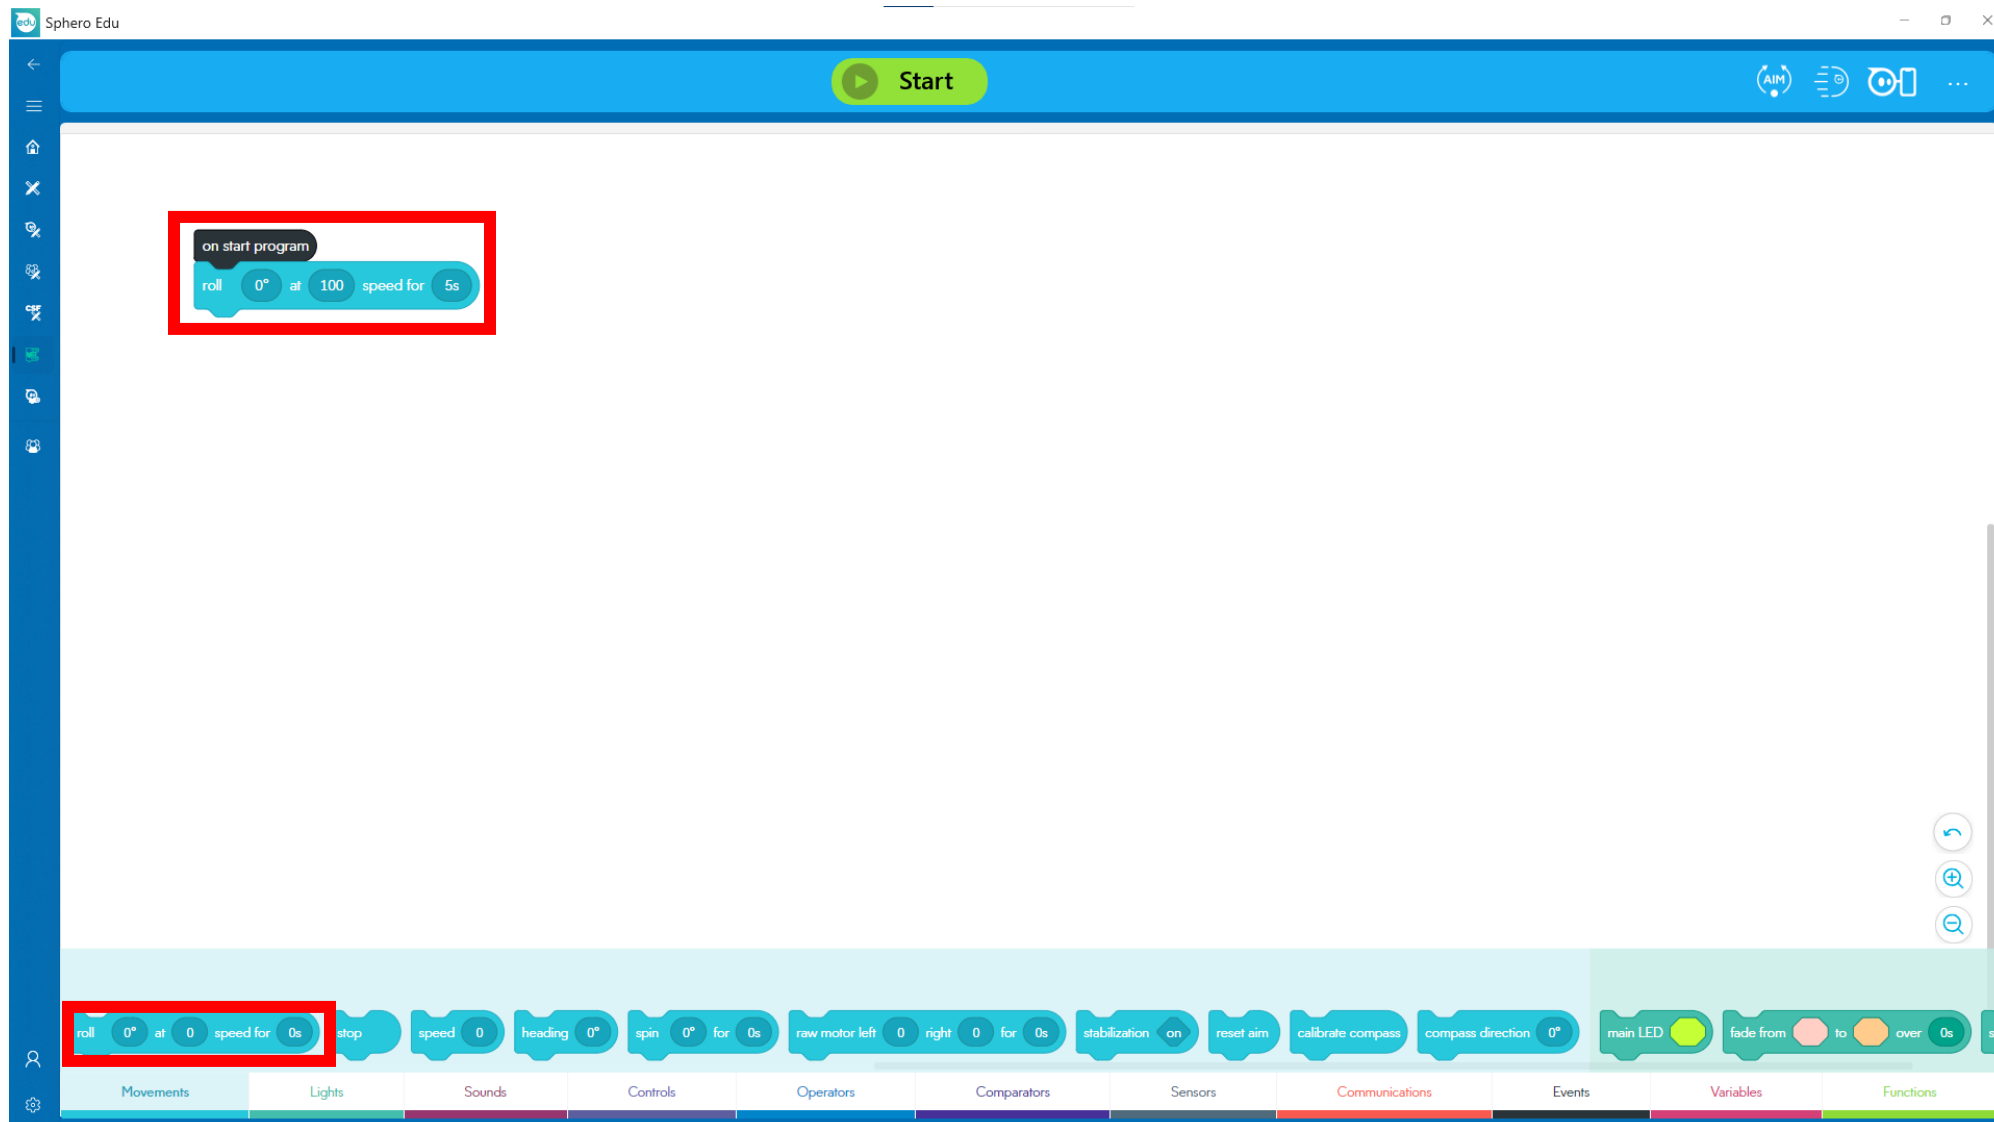 edu Sphero Edu
Start
AIM
...
on start program
roll 0° at 100 speed for 5s
CSF
roll 0° at 0 speed for 0s stop speed 0 heading 0° spin 0° for 0s raw motor left 0 right 0 for 0s stabilization on reset aim calibrate compass compass direction 0° main LED fade from to over 0s s
Movements Lights Sounds Controls Operators Comparators Sensors Communications Events Variables Functions